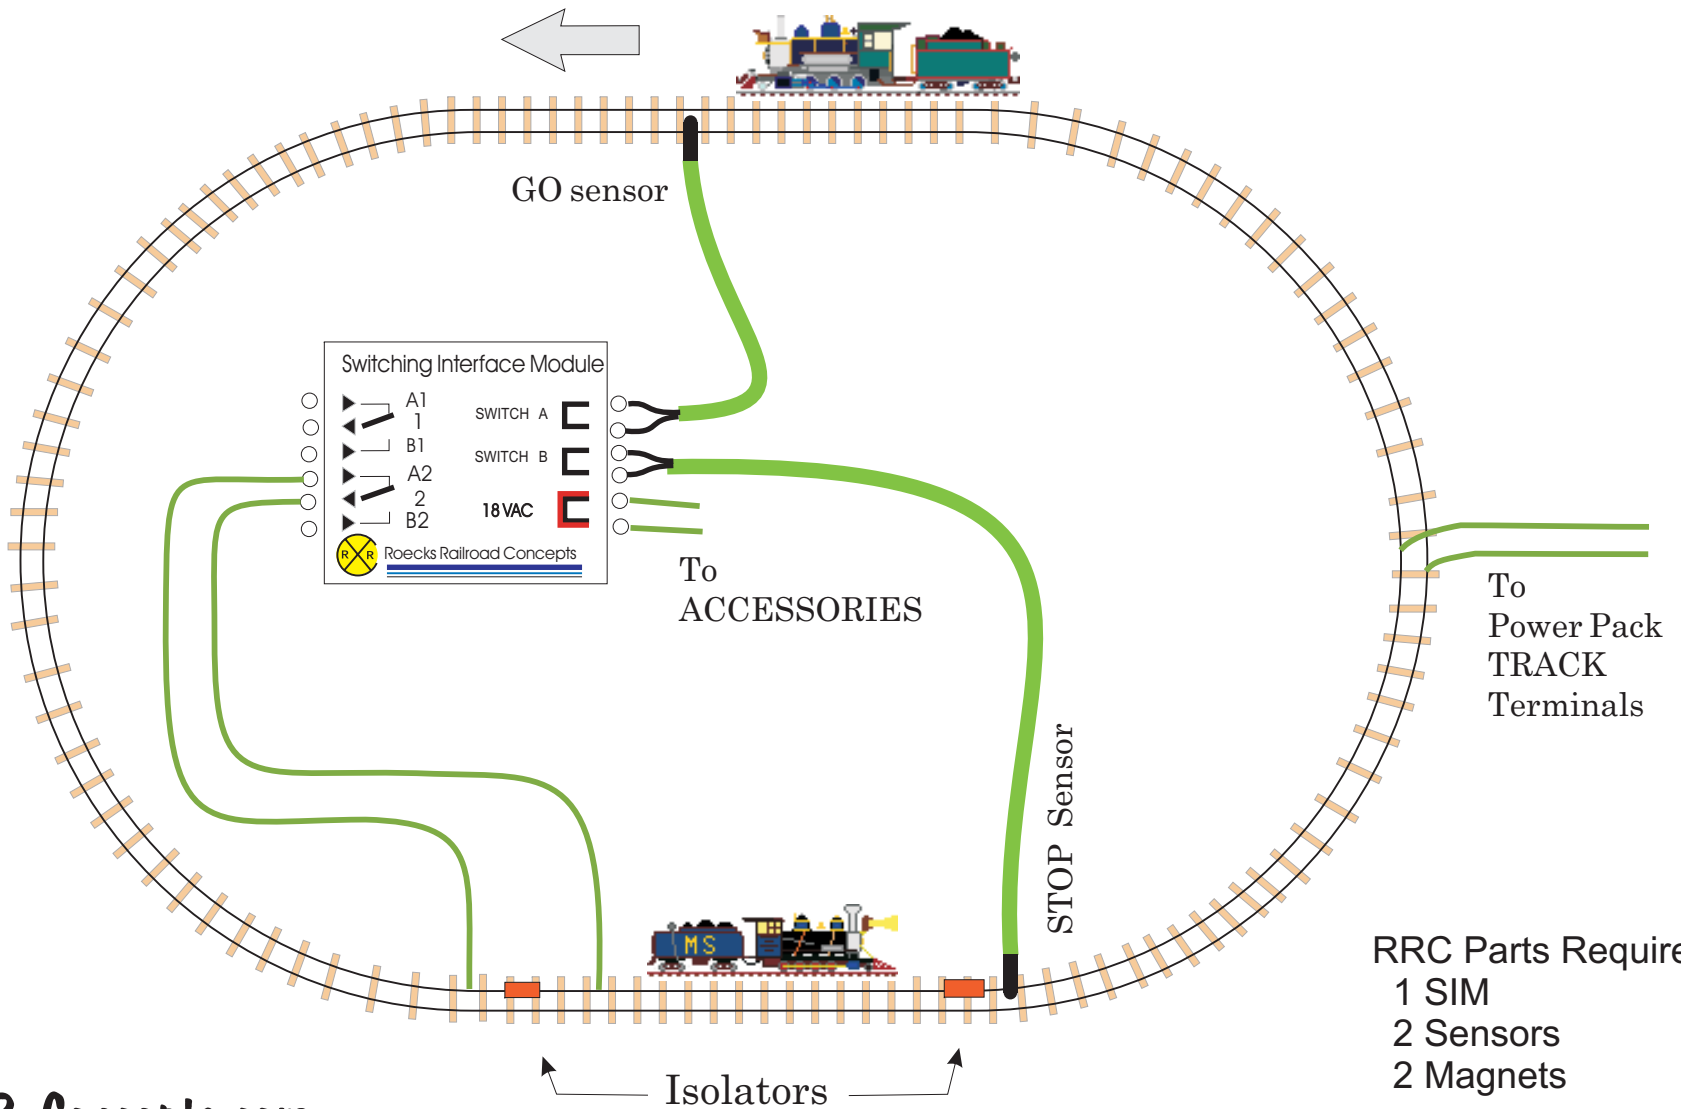 GO sensor
Switching Interface Module
A1
1
B1
A2
2
B2
SWITCH A
SWITCH B
18 VAC
R R
Roecks Railroad Concepts
To
ACCESSORIES
To
Power Pack
TRACK
Terminals
STOP Sensor
MS
RRC Parts Require
1 SIM
2 Sensors
2 Magnets
Isolators